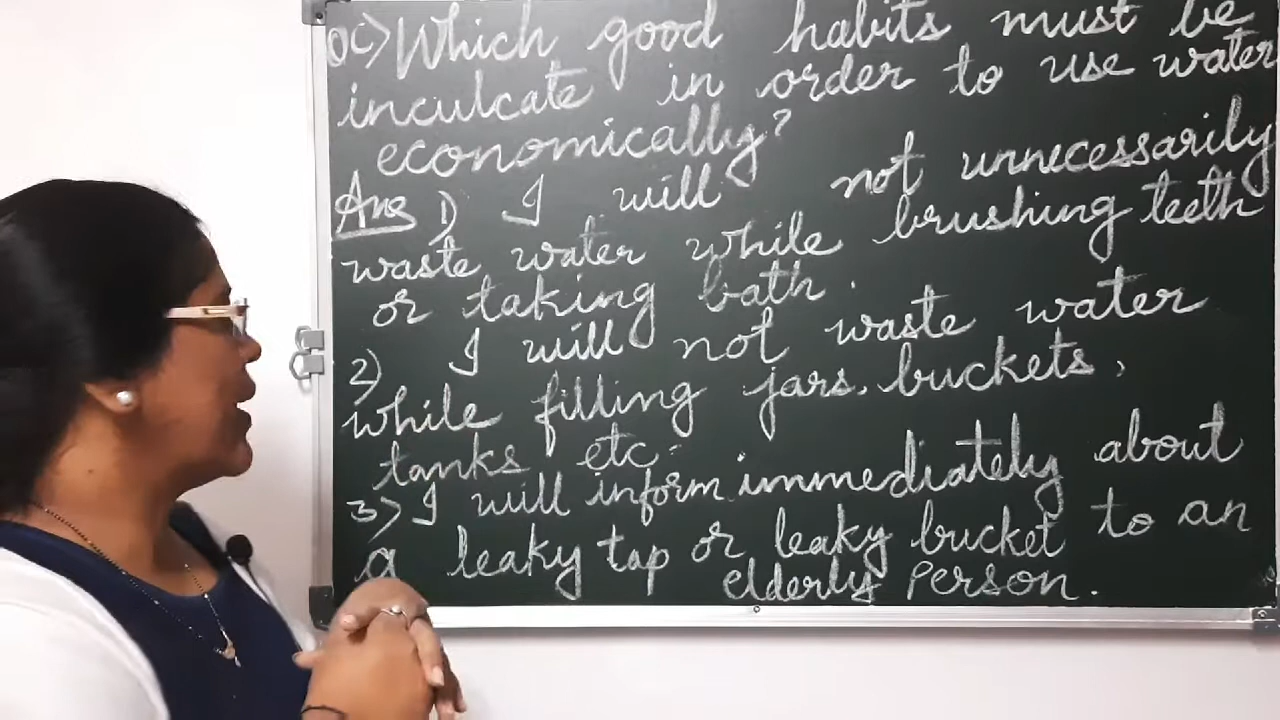 Qc) Which good habits must be
inculcate in order to use water
economically?
Ans 1) I will not unnecessarily
waste water while brushing teeth
or taking bath.
2) I will not waste water
while filling jars, buckets,
tanks etc.
3) I will inform immediately about
a leaky tap or leaky bucket to an
elderly person.